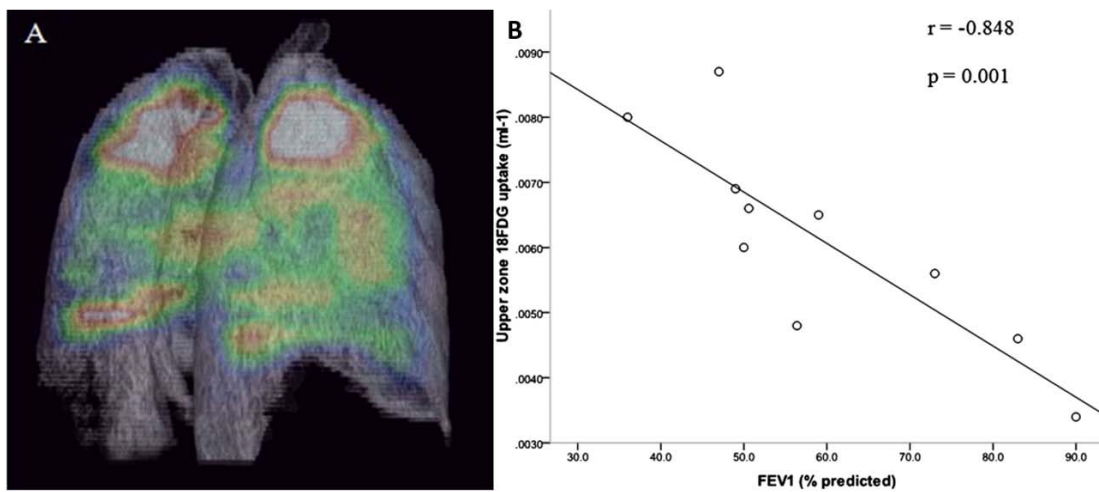 A
B
r = -0.848
p = 0.001
Upper zone 18FDG uptake (ml-1)
.0090
.0080
.0070
.0060
.0050
.0040
.0030
30.0 40.0 50.0 60.0 70.0 80.0 90.0
FEV1 (% predicted)